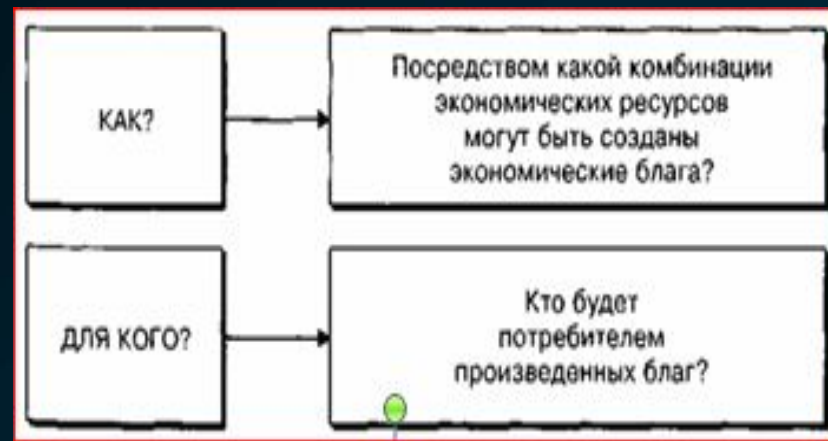 КАК?
Посредством какой комбинации
экономических ресурсов
могут быть созданы
экономические блага?
ДЛЯ КОГО?
Кто будет
потребителем
произведенных благ?